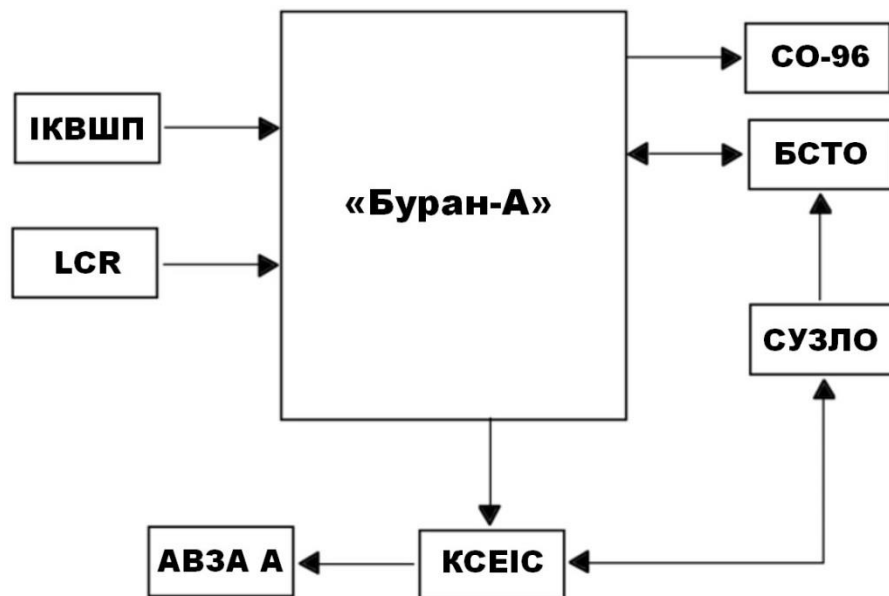 СО-96
ІКВШП
БСТО
«Буран-А»
LCR
СУЗЛО
АВЗА А
КСЕІС